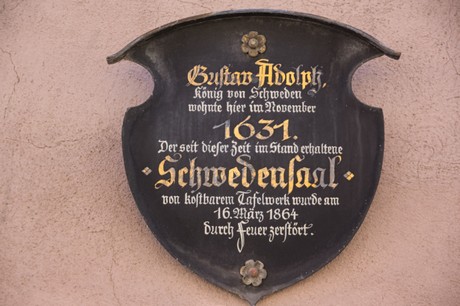 Gustav Adolph,
König von Schweden
wohnte hier im November
1631.
Der seit dieser Zeit im Stand erhaltene
Schwedensaal
von kostbarem Tafelwerk wurde am
16. März 1864
durch Feuer zerstört.